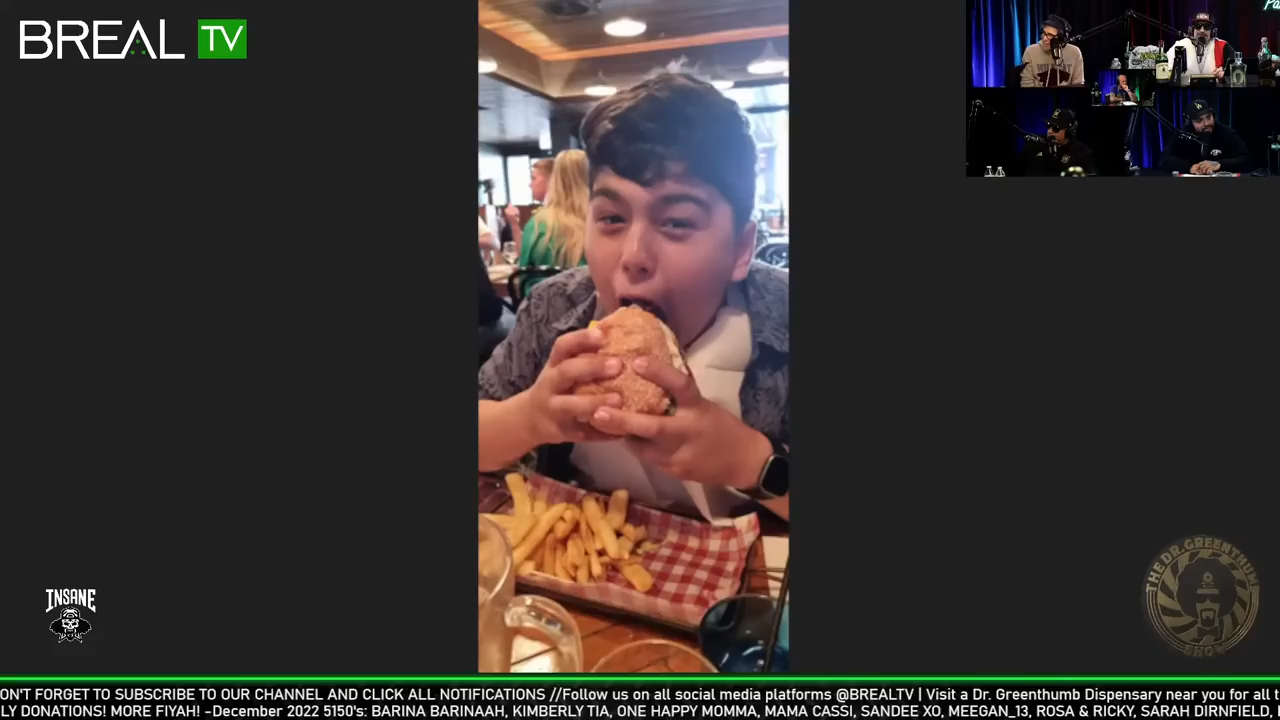 BREAL TV
INSANE
THE DR. GREENTHUMB
SHOW
ON'T FORGET TO SUBSCRIBE TO OUR CHANNEL AND CLICK ALL NOTIFICATIONS //Follow us on all social media platforms @BREALTV | Visit a Dr. Greenthumb Dispensary near you for all t
LY DONATIONS! MORE FIYAH! -December 2022 5150's: BARINA BARINAAH, KIMBERLY TIA, ONE HAPPY MOMMA, MAMA CASSI, SANDEE XO, MEEGAN_13, ROSA & RICKY, SARAH DIRNFIELD,